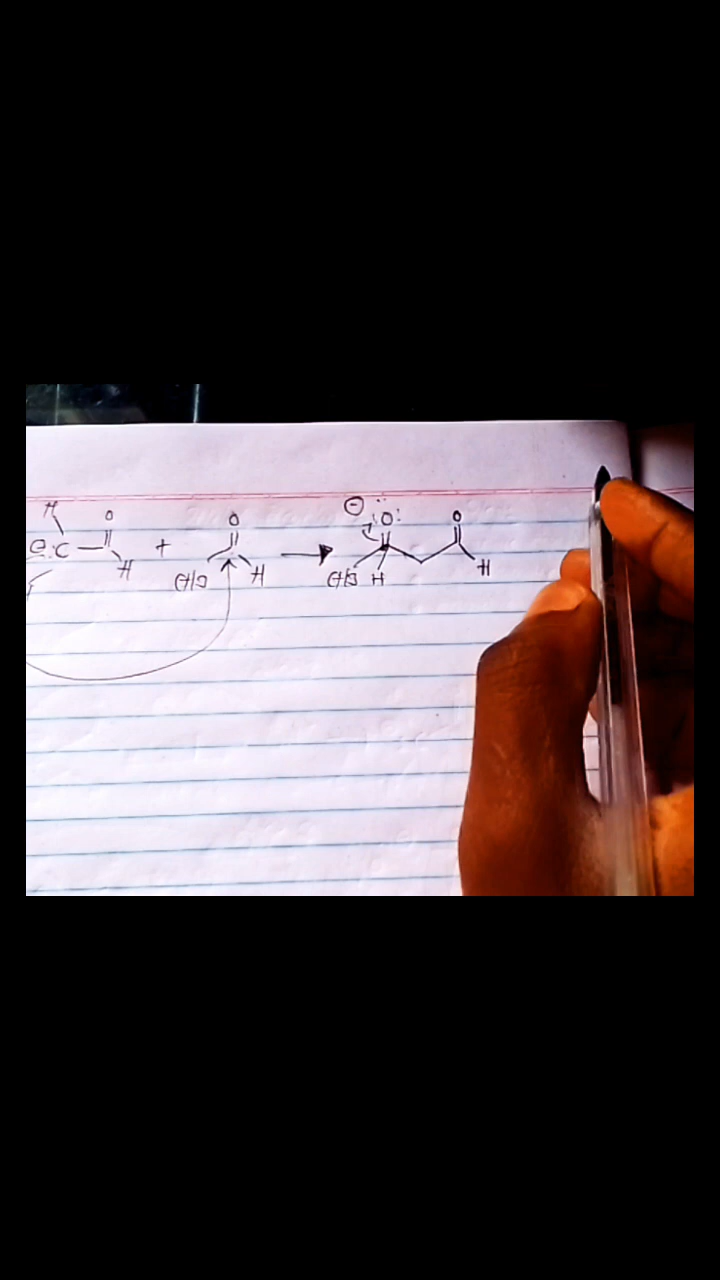 H O O ⊖ :Ö: O
⊖:C — H + CH3 H → CH3 H H